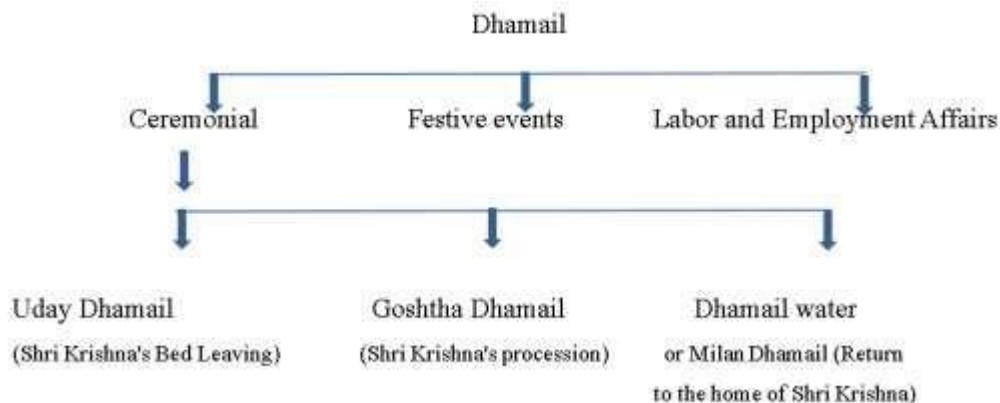 Dhamail
Ceremonial Festive events Labor and Employment Affairs
Uday Dhamail Goshtha Dhamail Dhamail water
(Shri Krishna's Bed Leaving) (Shri Krishna's procession) or Milan Dhamail (Return
to the home of Shri Krishna)